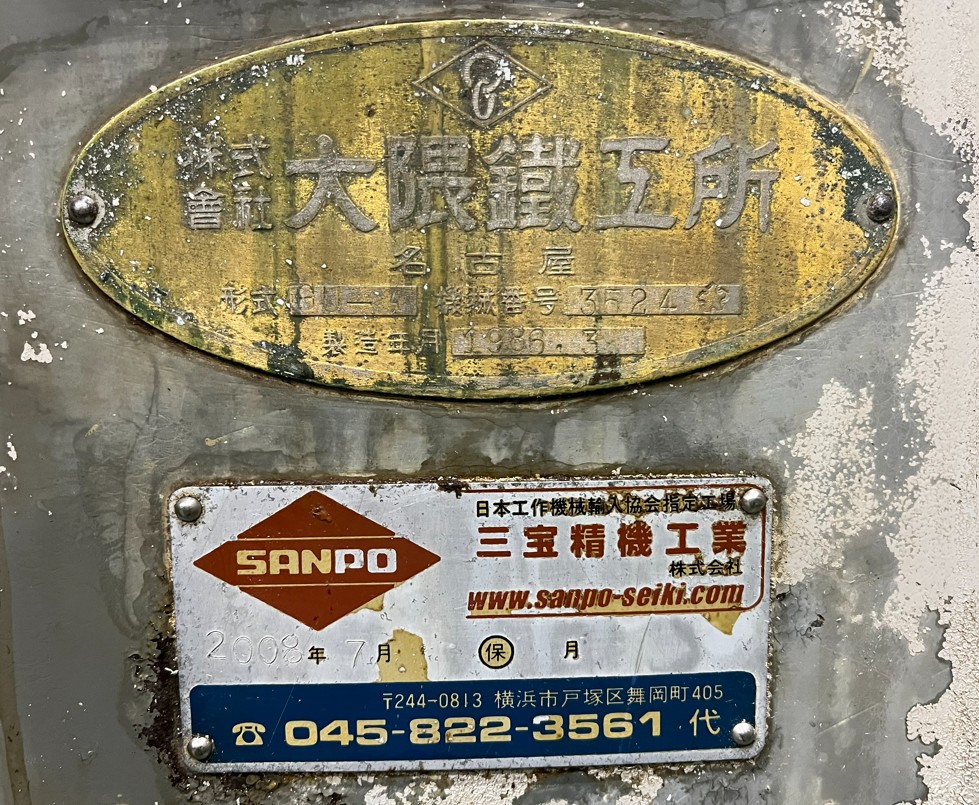 株式會社 大隈鐵工所
名古屋
形式 機械番号 3524
製造年月 1986.3
日本工作機械輸入協会指定工場
SANPO
三宝精機工業
株式会社
www.sanpo-seiki.com
2008年 7月 保 月
〒244-0813 横浜市戸塚区舞岡町405
☎ 045-822-3561 代